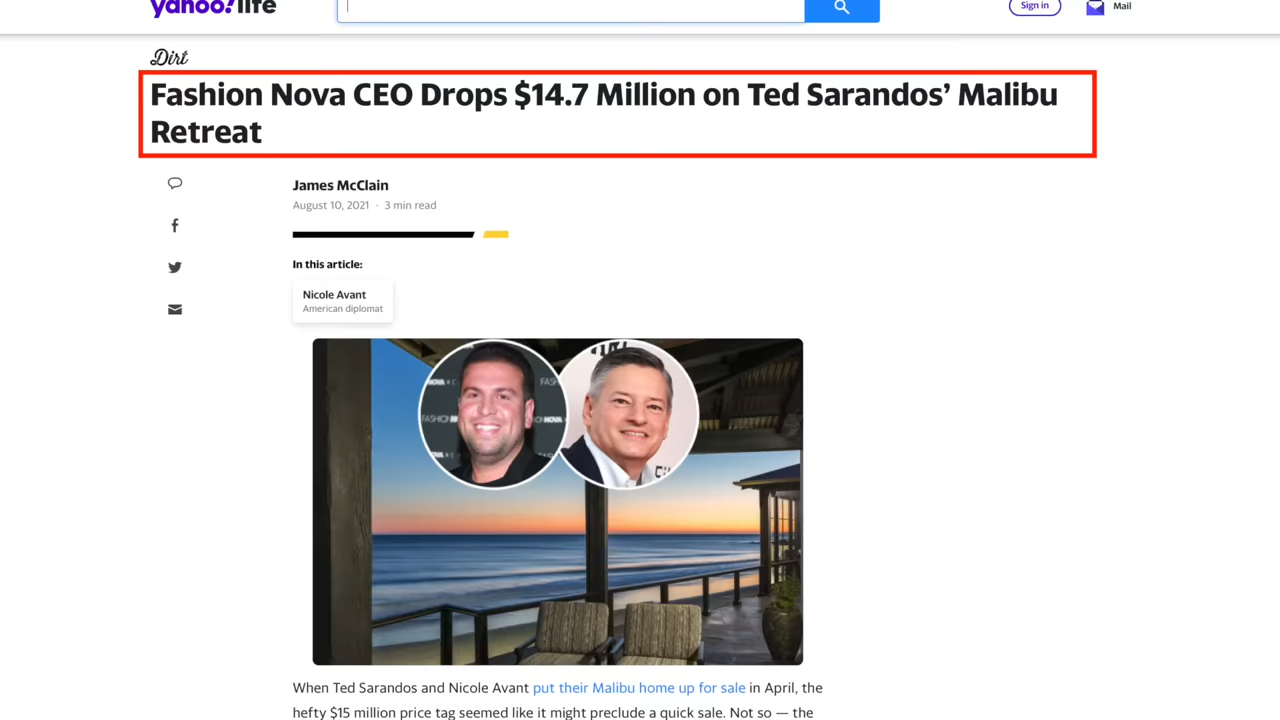 yahoo!life
Sign in
Mail
Dirt
Fashion Nova CEO Drops $14.7 Million on Ted Sarandos’ Malibu
Retreat
James McClain
August 10, 2021 · 3 min read
In this article:
Nicole Avant
American diplomat
When Ted Sarandos and Nicole Avant put their Malibu home up for sale in April, the
hefty $15 million price tag seemed like it might preclude a quick sale. Not so — the